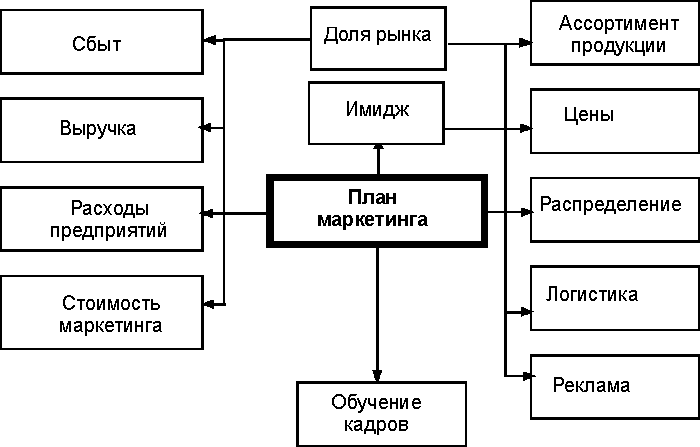 Сбыт
Доля рынка
Ассортимент
продукции
Выручка
Имидж
Цены
Расходы
предприятий
План
маркетинга
Распределение
Стоимость
маркетинга
Логистика
Обучение
кадров
Реклама